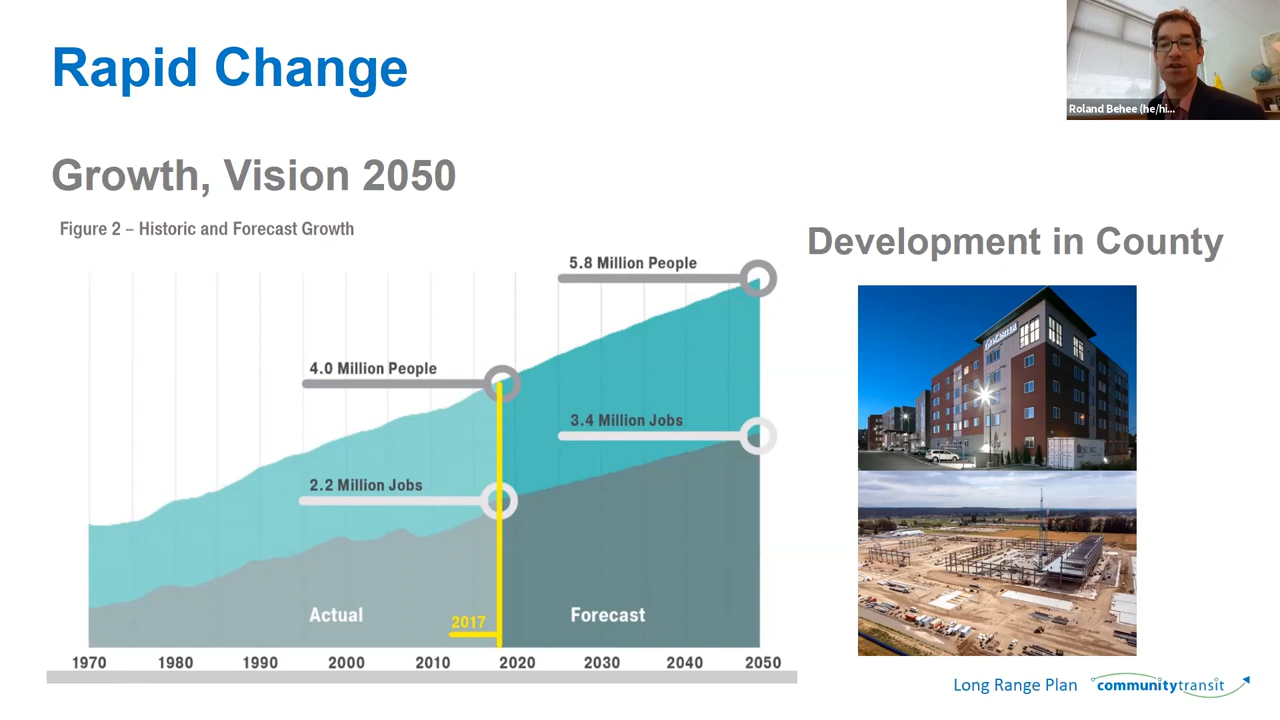 Rapid Change
Roland Behee (he/hi...
Growth, Vision 2050
Figure 2 – Historic and Forecast Growth
Development in County
5.8 Million People
4.0 Million People
3.4 Million Jobs
2.2 Million Jobs
Actual
Forecast
2017
1970 1980 1990 2000 2010 2020 2030 2040 2050
Long Range Plan communitytransit